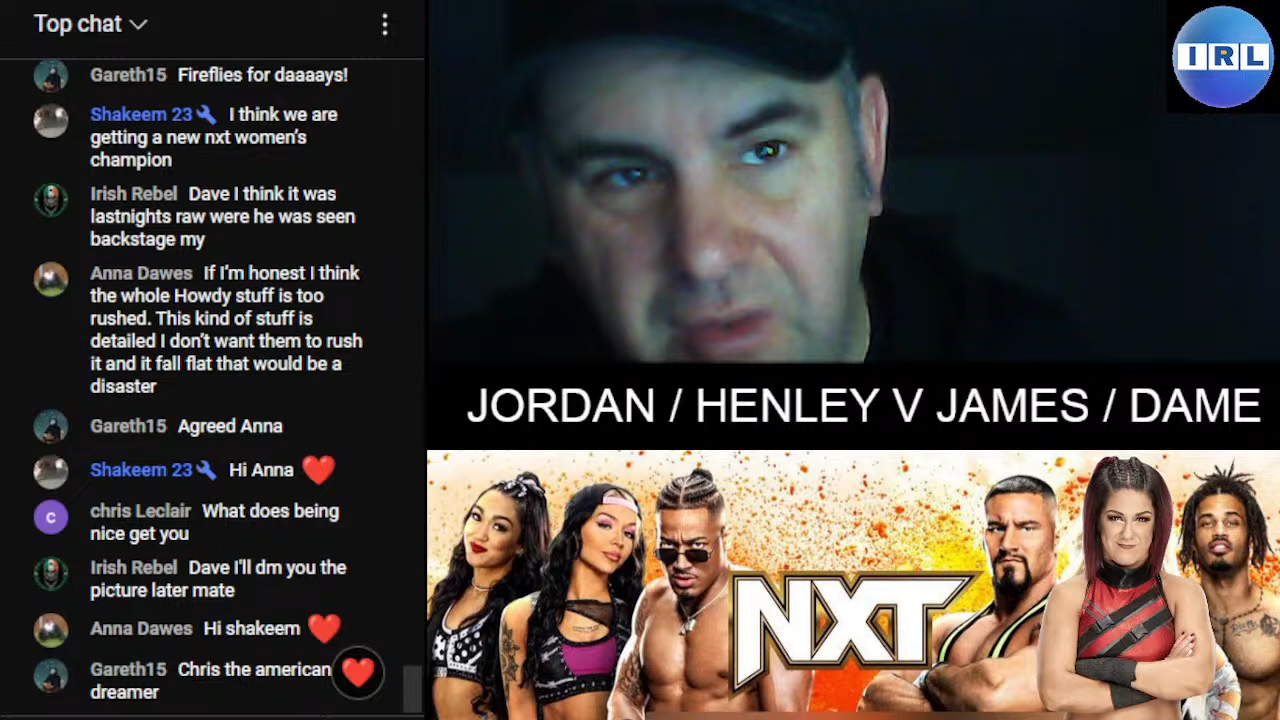 Top chat
Gareth15 Fireflies for daaaays!
Shakeem 23 I think we are
getting a new nxt women's
champion
Irish Rebel Dave I think it was
lastnights raw were he was seen
backstage my
Anna Dawes If I'm honest I think
the whole Howdy stuff is too
rushed. This kind of stuff is
detailed I don't want them to rush
it and it fall flat that would be a
disaster
Gareth15 Agreed Anna
Shakeem 23 Hi Anna ❤️
c
chris Leclair What does being
nice get you
Irish Rebel Dave I'll dm you the
picture later mate
Anna Dawes Hi shakeem ❤️
Gareth15 Chris the american
dreamer
IRL
JORDAN / HENLEY V JAMES / DAME
NXT